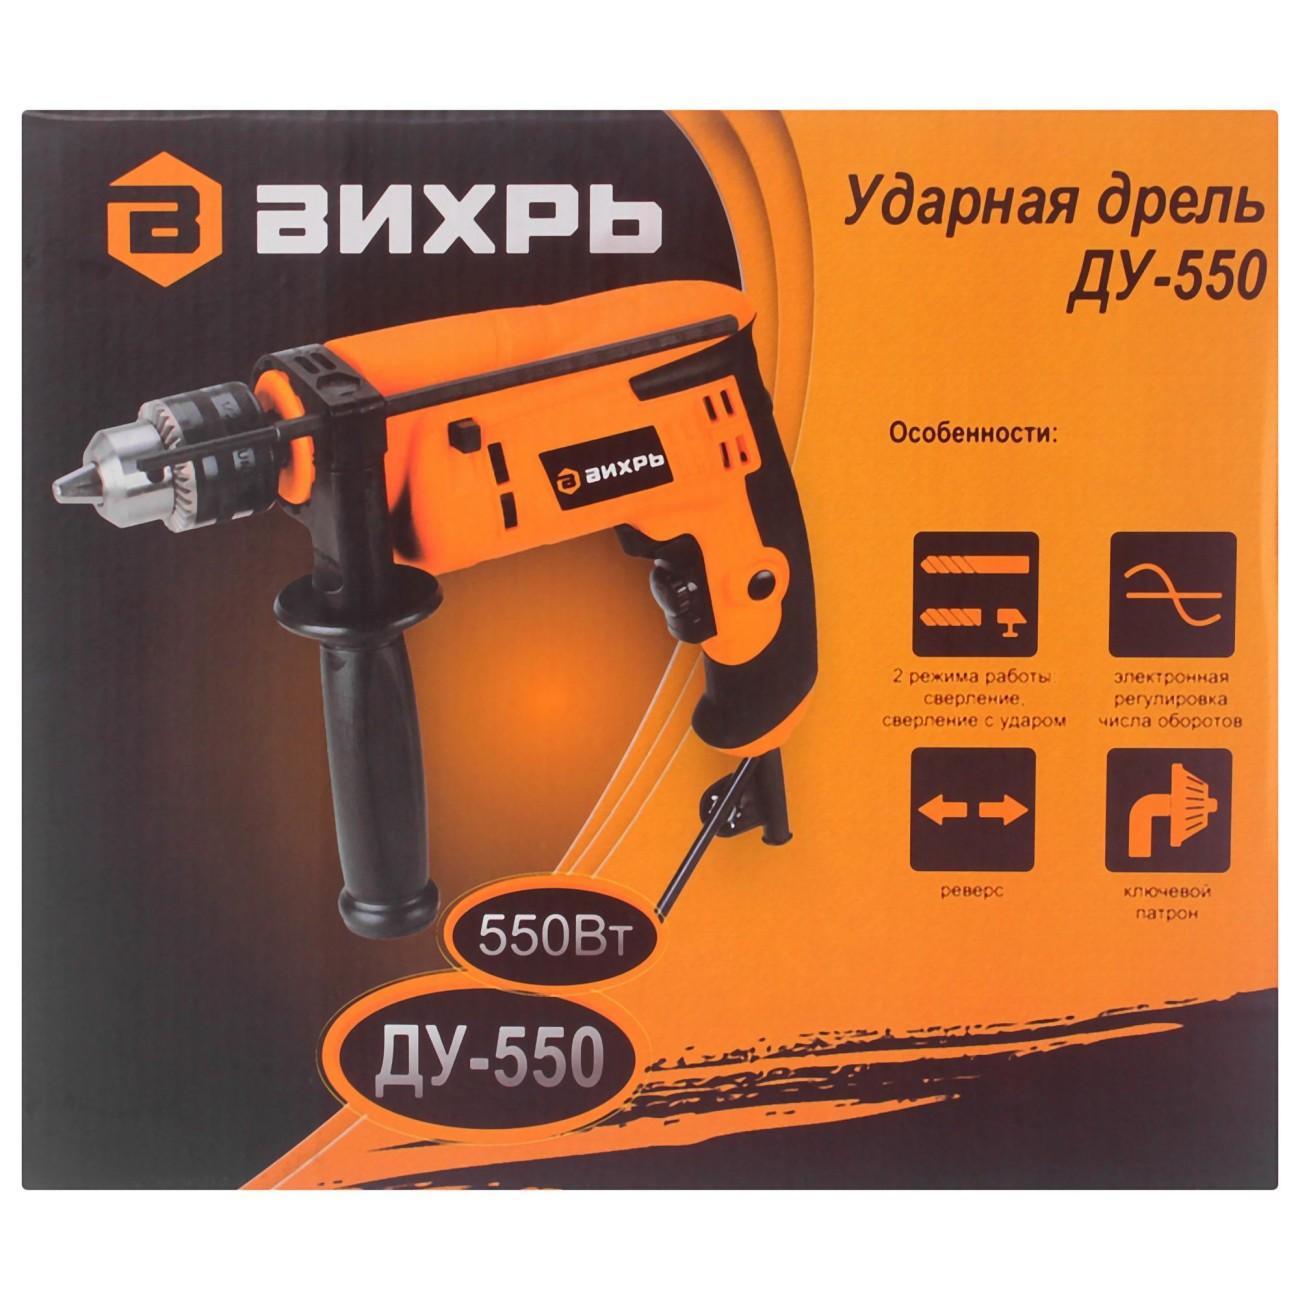 ВИХРЬ
Ударная дрель
ДУ-550
ВИХРЬ
Особенности:
2 режима работы:
сверление,
сверление с ударом
электронная
регулировка
числа оборотов
реверс
ключевой
патрон
550Вт
ДУ-550